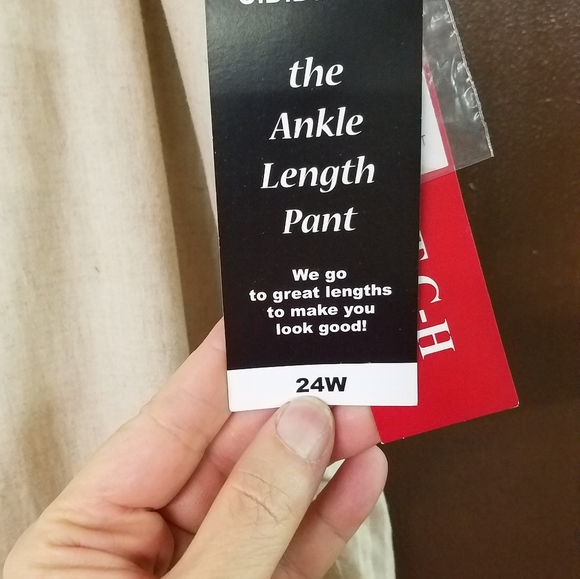 the
Ankle
Length
Pant
We go
to great lengths
to make you
look good!
24W